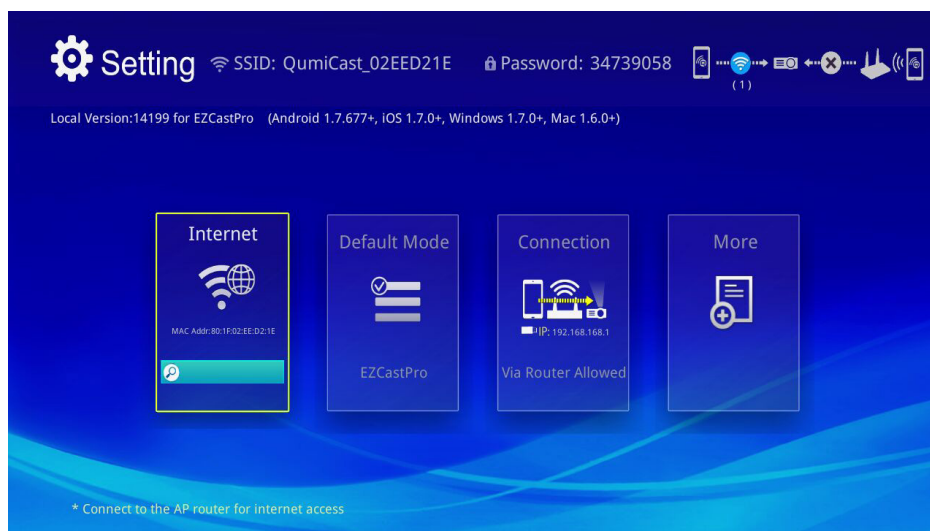 Setting SSID: QumiCast_02EED21E Password: 34739058
(1)
Local Version:14199 for EZCastPro (Android 1.7.677+, iOS 1.7.0+, Windows 1.7.0+, Mac 1.6.0+)
Internet
MAC Addr:80:1F:02:EE:D2:1E
Default Mode
EZCastPro
Connection
IP: 192.168.168.1
Via Router Allowed
More
* Connect to the AP router for internet access